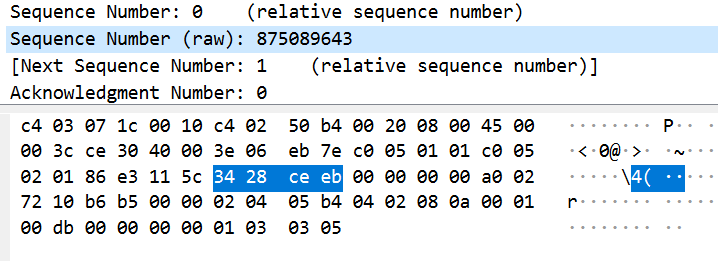 Sequence Number: 0    (relative sequence number)
Sequence Number (raw): 875089643
[Next Sequence Number: 1    (relative sequence number)]
Acknowledgment Number: 0
c4 03 07 1c 00 10 c4 02  50 b4 00 20 08 00 45 00  ········ P·· ··E·
00 3c ce 30 40 00 3e 06  eb 7e c0 05 01 01 c0 05  ·<·0@·>· ·~······
02 01 86 e3 11 5c 34 28  ce eb 00 00 00 00 a0 02  ·····\4( ········
72 10 b6 b5 00 00 02 04  05 b4 04 02 08 0a 00 01  r······· ········
00 db 00 00 00 00 01 03  03 05  ········ ··